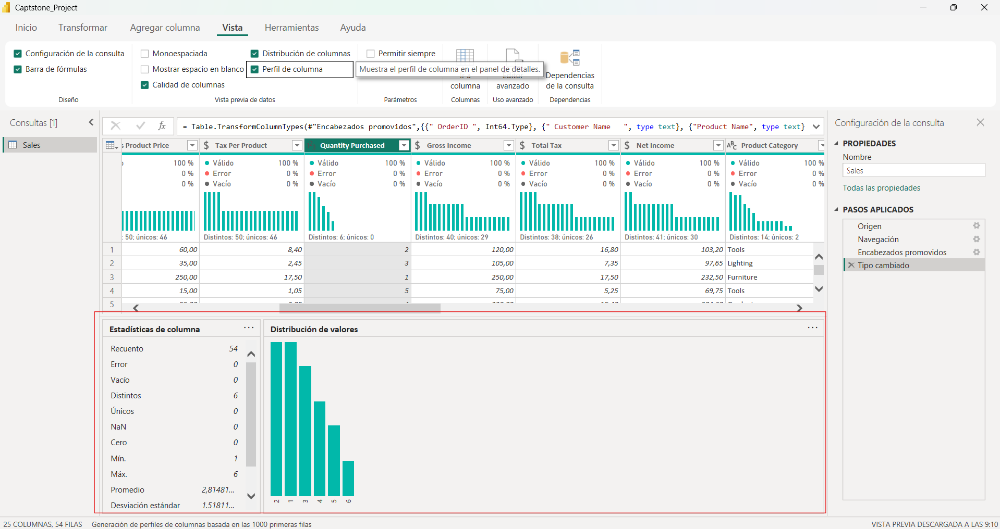 Captstone_Project
Inicio Transformar Agregar columna Vista Herramientas Ayuda
Configuración de la consulta
Barra de fórmulas
Diseño
Monoespaciada
Mostrar espacio en blanco
Calidad de columnas
Distribución de columnas
Perfil de columna
Vista previa de datos
Permitir siempre
Parámetros
Muestra el perfil de columna en el panel de detalles.
columna
Columnas
avanzado
Uso avanzado
Dependencias
de la consulta
Dependencias
Consultas [1]
Sales
fx
= Table.TransformColumnTypes(#"Encabezados promovidos",{{" OrderID ", Int64.Type}, {" Customer Name   ", type text}, {"Product Name", type text}
Product Price $ Tax Per Product Quantity Purchased $ Gross Income $ Total Tax $ Net Income ABC Product Category
100 % Válido 100 % Válido 100 % Válido 100 % Válido 100 % Válido 100 % Válido 100 %
0 % Error 0 % Error 0 % Error 0 % Error 0 % Error 0 % Error 0 %
0 % Vacío 0 % Vacío 0 % Vacío 0 % Vacío 0 % Vacío 0 % Vacío 0 %
: 50; únicos: 46 Distintos: 50; únicos: 46 Distintos: 6; únicos: 0 Distintos: 40; únicos: 29 Distintos: 38; únicos: 26 Distintos: 41; únicos: 30 Distintos: 14; únicos: 2
1 60,00 8,40 2 120,00 16,80 103,20 Tools
2 35,00 2,45 3 105,00 7,35 97,65 Lighting
3 250,00 17,50 1 250,00 17,50 232,50 Furniture
4 15,00 1,05 5 75,00 5,25 69,75 Tools
5
Estadísticas de columna ...
Recuento 54
Error 0
Vacío 0
Distintos 6
Únicos 0
NaN 0
Cero 0
Mín. 1
Máx. 6
Promedio 2,81481...
Desviación estándar 1.51811...
Distribución de valores ...
2 1 3 4 5 6
Configuración de la consulta
PROPIEDADES
Nombre
Sales
Todas las propiedades
PASOS APLICADOS
Origen
Navegación
Encabezados promovidos
Tipo cambiado
25 COLUMNAS, 54 FILAS Generación de perfiles de columnas basada en las 1000 primeras filas VISTA PREVIA DESCARGADA A LAS 9:10